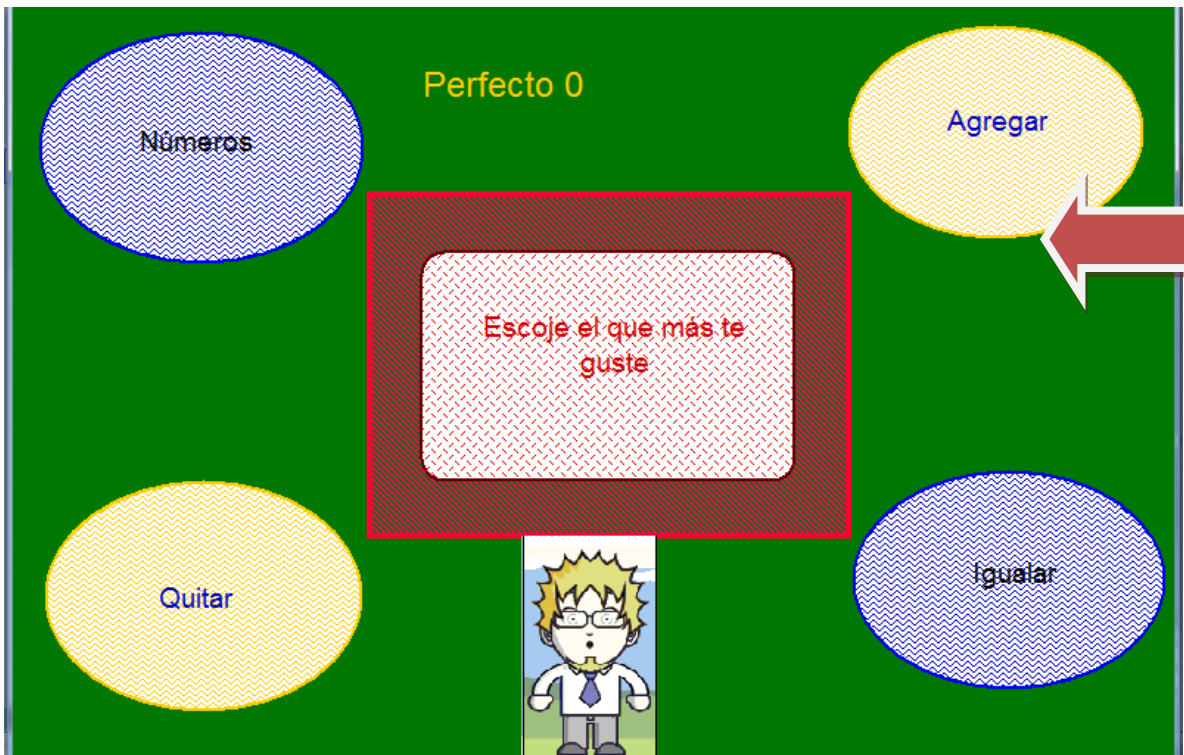 Perfecto 0
Números
Agregar
Escoje el que más te
guste
Quitar
Igualar